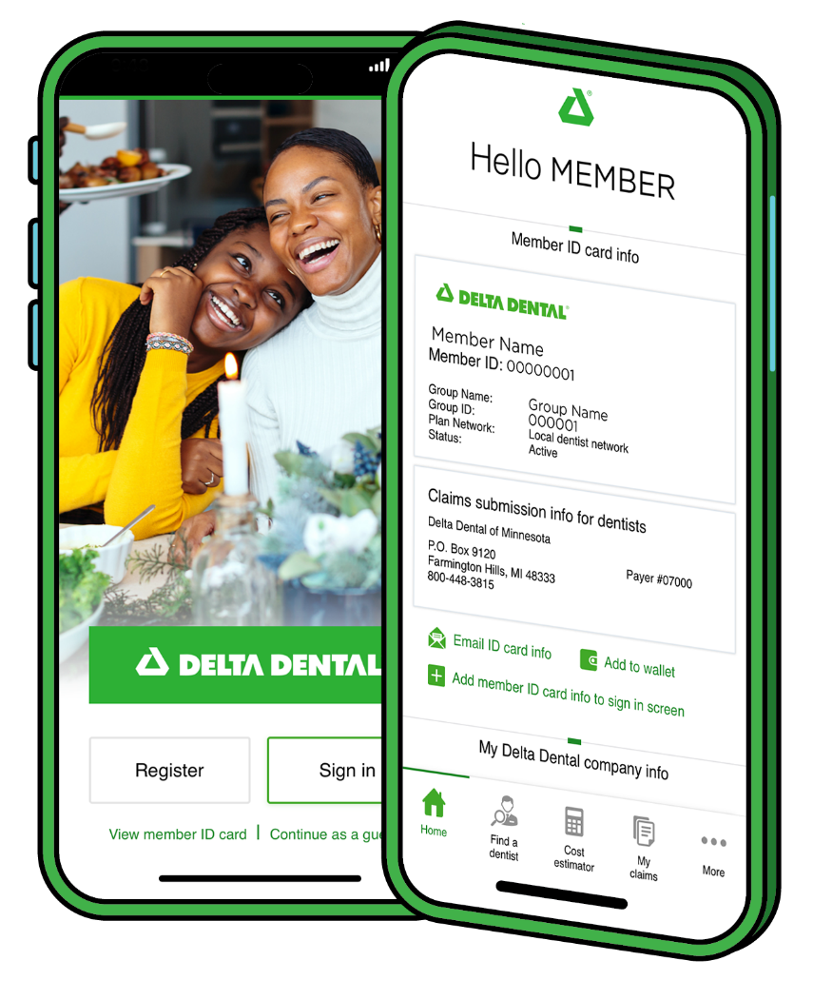 DELTA DENTAL
Register
Sign in
View member ID card | Continue as a gue
®
Hello MEMBER
Member ID card info
DELTA DENTAL®
Member Name
Member ID: 00000001
Group Name: Group Name
Group ID: 000001
Plan Network: Local dentist network
Status: Active
Claims submission info for dentists
Delta Dental of Minnesota
P.O. Box 9120
Farmington Hills, MI 48333 Payer #07000
800-448-3815
Email ID card info Add to wallet
Add member ID card info to sign in screen
My Delta Dental company info
Home
Find a
dentist
Cost
estimator
My
claims
More